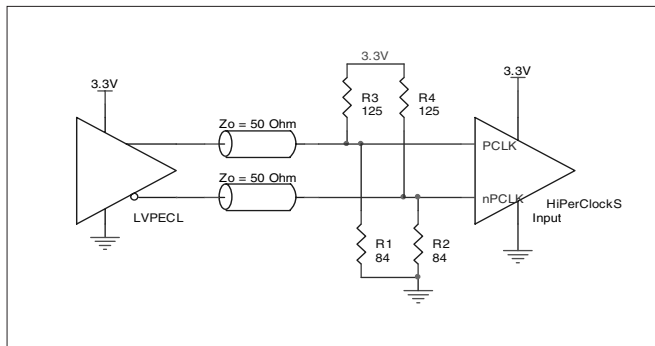 3.3V
3.3V
3.3V
R3
125
R4
125
Zo = 50 Ohm
PCLK
Zo = 50 Ohm
nPCLK
HiPerClockS
Input
LVPECL
R1
84
R2
84